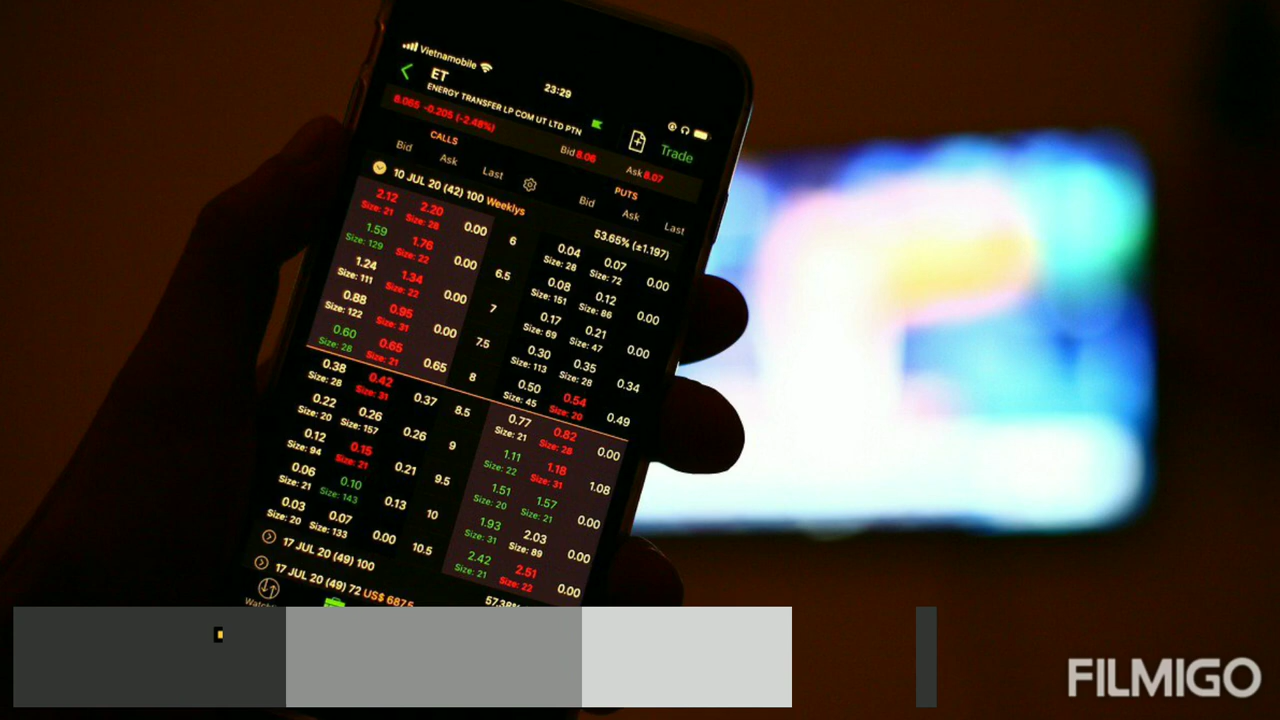 Vietnamobile
23:29
ET
ENERGY TRANSFER LP COM UT LTD PTN
Trade
8.065 -0.205 (-2.48%)
Bid 8.06
Ask 8.07
CALLS
PUTS
Bid Ask Last
Bid Ask Last
10 JUL 20 (42) 100 Weeklys
53.65% (±1.197)
2.12 2.20 0.00 6 0.04 0.07 0.00
Size: 21 Size: 28 Size: 28 Size: 72
1.59 1.76 0.00 6.5 0.08 0.12 0.00
Size: 129 Size: 22 Size: 151 Size: 86
1.24 1.34 0.00 7 0.17 0.21 0.00
Size: 111 Size: 22 Size: 69 Size: 47
0.88 0.95 0.00 7.5 0.30 0.35 0.34
Size: 122 Size: 31 Size: 113 Size: 28
0.60 0.65 0.65 8 0.50 0.54 0.49
Size: 28 Size: 21 Size: 45 Size: 20
0.38 0.42 0.37 8.5 0.77 0.82 0.00
Size: 28 Size: 31 Size: 21 Size: 28
0.22 0.26 0.26 9 1.11 1.18 1.08
Size: 20 Size: 157 Size: 22 Size: 31
0.12 0.15 0.21 9.5 1.51 1.57 0.00
Size: 94 Size: 21 Size: 20 Size: 21
0.06 0.10 0.13 10 1.93 2.03 0.00
Size: 21 Size: 143 Size: 31 Size: 89
0.03 0.07 0.00 10.5 2.42 2.51 0.00
Size: 20 Size: 133 Size: 21 Size: 22
17 JUL 20 (49) 100
17 JUL 20 (49) 72 US$ 687.5
FILMIGO